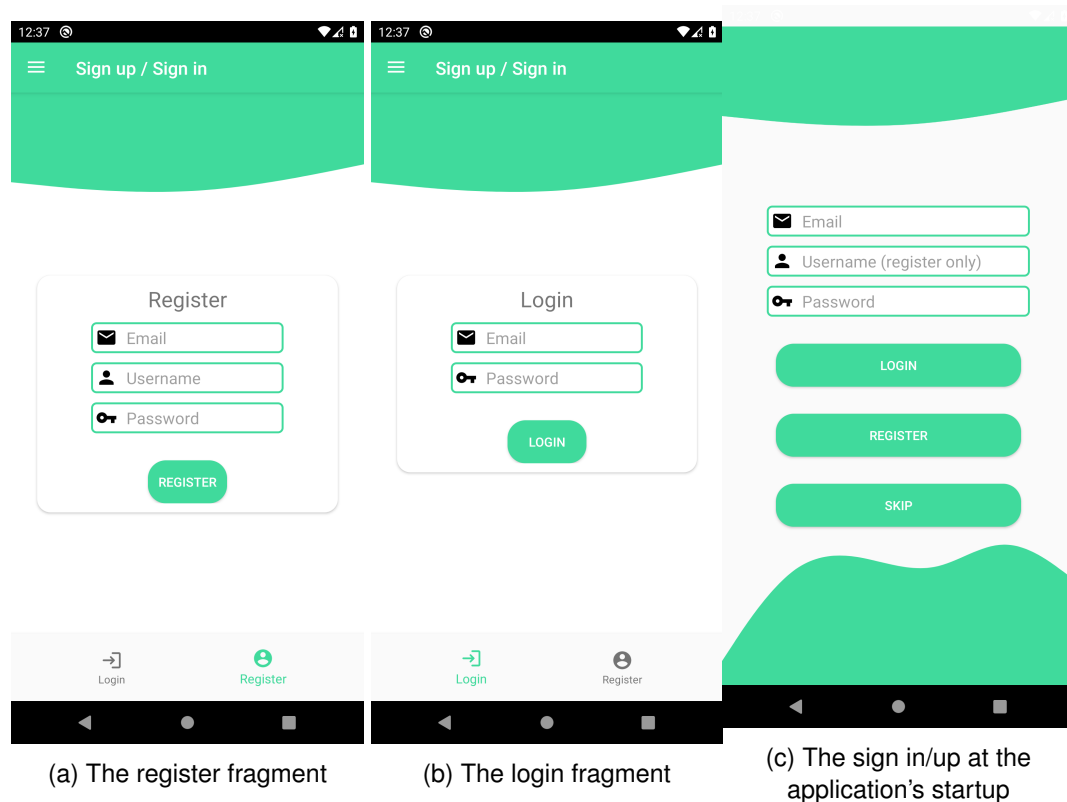 12:37
Sign up / Sign in
Register
Email
Username
Password
REGISTER
Login
Register
(a) The register fragment
12:37
Sign up / Sign in
Login
Email
Password
LOGIN
Login
Register
(b) The login fragment
Email
Username (register only)
Password
LOGIN
REGISTER
SKIP
(c) The sign in/up at the
application's startup